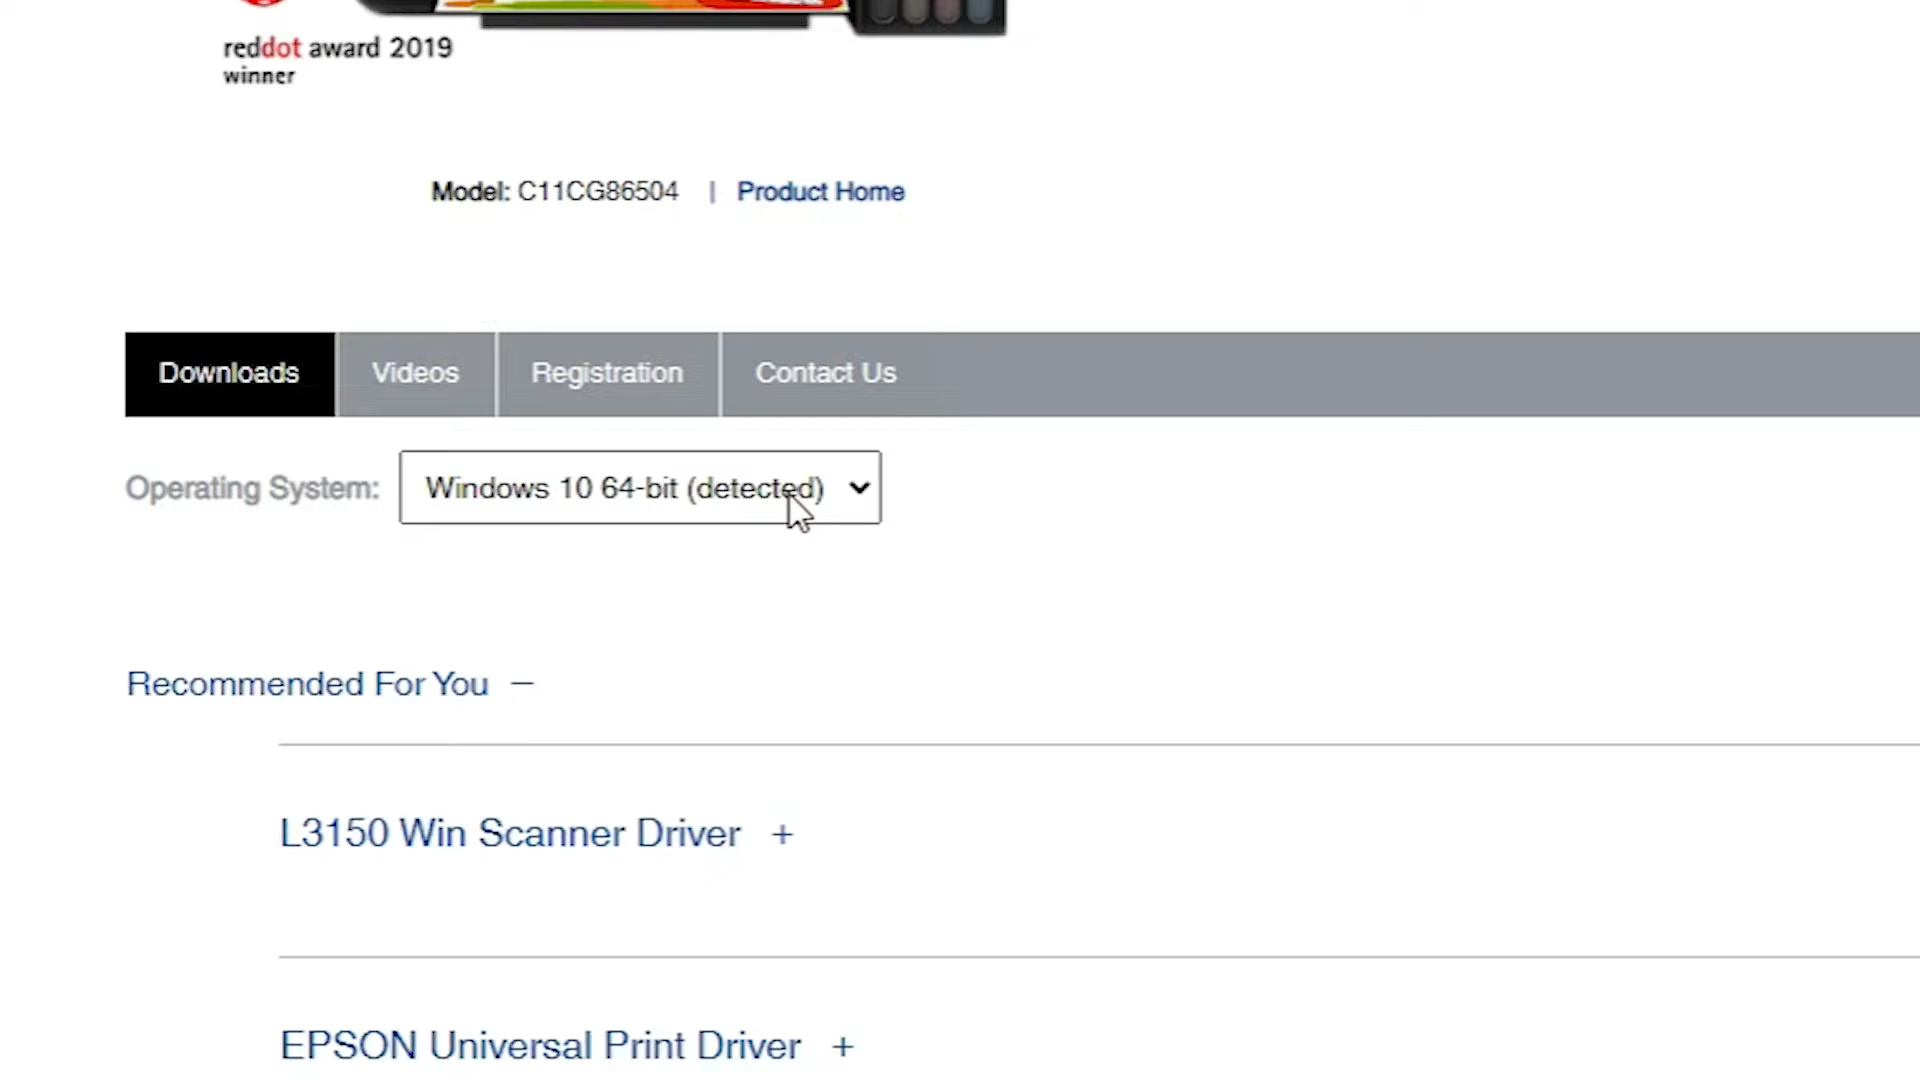 reddot award 2019
winner
Model: C11CG86504 | Product Home
Downloads Videos Registration Contact Us
Operating System: Windows 10 64-bit (detected)
Recommended For You −
L3150 Win Scanner Driver +
EPSON Universal Print Driver +